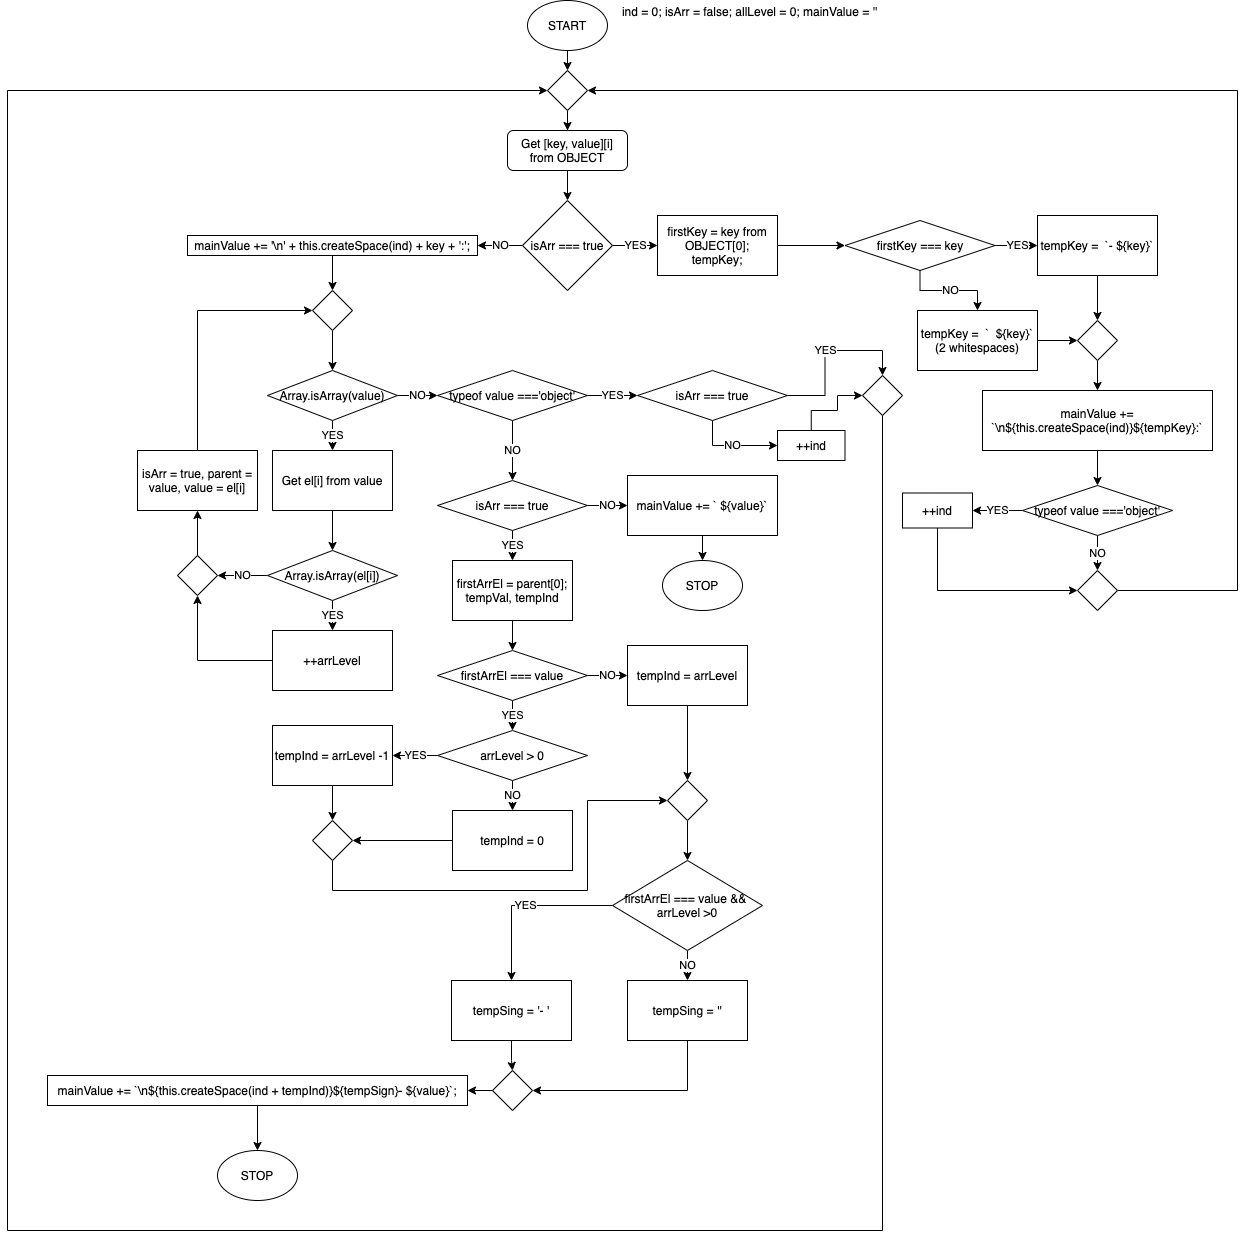 START
ind = 0; isArr = false; allLevel = 0; mainValue = ''
Get [key, value][i]
from OBJECT
isArr === true
NO
YES
mainValue += '\n' + this.createSpace(ind) + key + ':';
firstKey = key from
OBJECT[0];
tempKey;
firstKey === key
YES
NO
tempKey = `- ${key}`
tempKey = `  ${key}`
(2 whitespaces)
mainValue +=
`\n${this.createSpace(ind)}${tempKey}:`
typeof value ==='object'
YES
NO
++ind
Array.isArray(value)
NO
YES
typeof value ==='object'
YES
NO
isArr === true
YES
NO
++ind
isArr = true, parent =
value, value = el[i]
Get el[i] from value
Array.isArray(el[i])
NO
YES
++arrLevel
isArr === true
NO
YES
mainValue += ` ${value}`
STOP
firstArrEl = parent[0];
tempVal, tempInd
firstArrEl === value
NO
YES
tempInd = arrLevel
arrLevel > 0
YES
NO
tempInd = arrLevel -1
tempInd = 0
firstArrEl === value &&
arrLevel >0
YES
NO
tempSing = '- '
tempSing = ''
mainValue += `\n${this.createSpace(ind + tempInd)}${tempSign}- ${value}`;
STOP